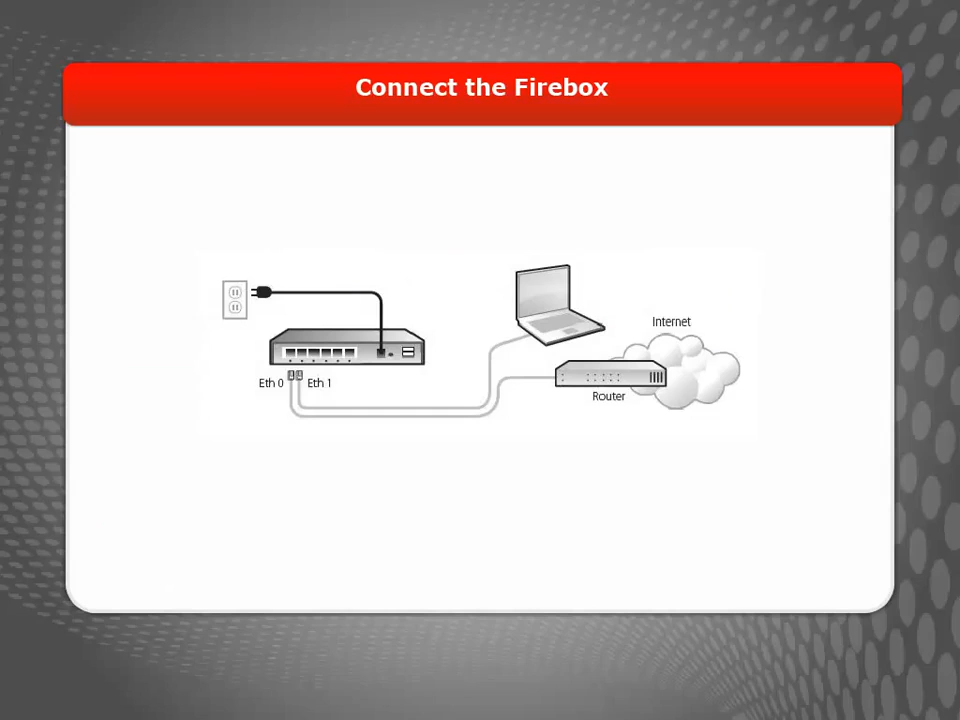 Connect the Firebox
Internet
Eth 0 Eth 1
Router